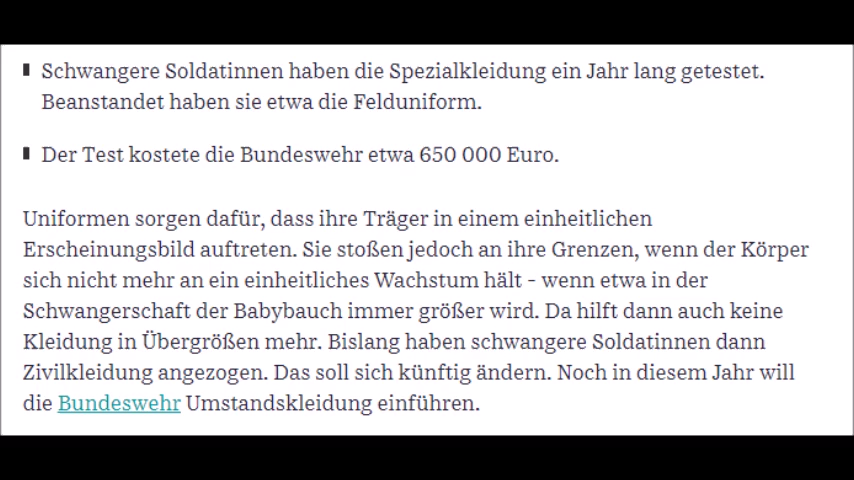 Schwangere Soldatinnen haben die Spezialkleidung ein Jahr lang getestet.
Beanstandet haben sie etwa die Felduniform.
Der Test kostete die Bundeswehr etwa 650 000 Euro.
Uniformen sorgen dafür, dass ihre Träger in einem einheitlichen
Erscheinungsbild auftreten. Sie stoßen jedoch an ihre Grenzen, wenn der Körper
sich nicht mehr an ein einheitliches Wachstum hält - wenn etwa in der
Schwangerschaft der Babybauch immer größer wird. Da hilft dann auch keine
Kleidung in Übergrößen mehr. Bislang haben schwangere Soldatinnen dann
Zivilkleidung angezogen. Das soll sich künftig ändern. Noch in diesem Jahr will
die Bundeswehr Umstandskleidung einführen.